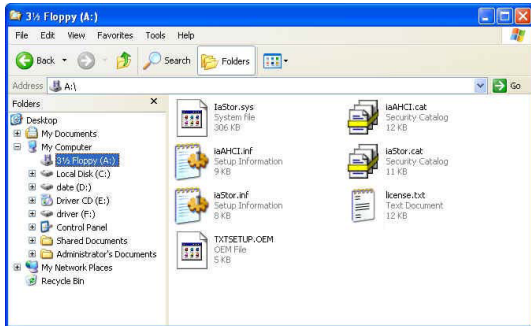 3½ Floppy (A:)
File Edit View Favorites Tools Help
Back Search Folders
Address A:\ Go
Folders
Desktop
My Documents
My Computer
3½ Floppy (A:)
Local Disk (C:)
date (D:)
Driver CD (E:)
driver (F:)
Control Panel
Shared Documents
Administrator's Documents
My Network Places
Recycle Bin
IaStor.sys
System file
306 KB
iaAHCI.cat
Security Catalog
12 KB
iaAHCI.inf
Setup Information
9 KB
iaStor.cat
Security Catalog
11 KB
iaStor.inf
Setup Information
8 KB
license.txt
Text Document
12 KB
TXTSETUP.OEM
OEM File
5 KB